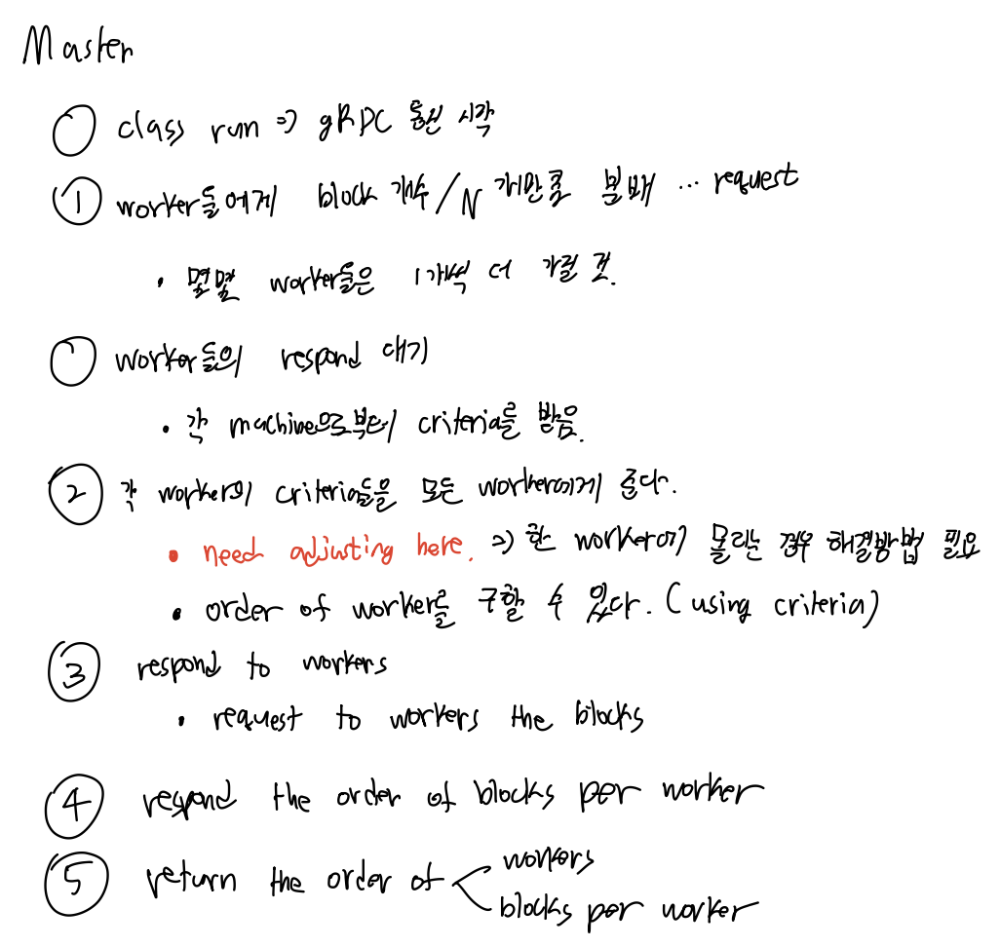 Master
○ class run => gRPC 통신 시작
① worker들에게 block 개수/N 개만큼 분배 ... request
• 몇몇 worker들은 1개씩 더 가질 것.
○ worker들의 respond 대기
• 각 machine으로부터 criteria를 받음.
② 각 worker의 criteria들을 모든 worker에게 준다.
• need adjusting here. => 한 worker에 몰리는 경우 해결방법 필요
• order of worker를 구할 수 있다. (using criteria)
③ respond to workers
• request to workers the blocks
④ respond the order of blocks per worker
⑤ return the order of < workers
blocks per worker